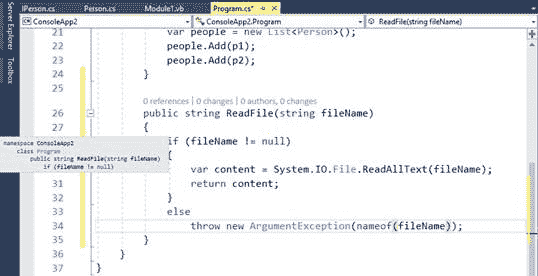 Server Explorer
Toolbox
IPerson.cs Person.cs Module1.vb Program.cs*
ConsoleApp2 ConsoleApp2.Program ReadFile(string fileName)
21 var people = new List<Person>();
22 people.Add(p1);
23 people.Add(p2);
24 }
25
0 references | 0 changes | 0 authors, 0 changes
26 public string ReadFile(string fileName)
27 {
namespace ConsoleApp2
class Program
public string ReadFile(string fileName)
if (fileName != null)
if (fileName != null)
{
var content = System.IO.File.ReadAllText(fileName);
31 return content;
32 }
33 else
34 throw new ArgumentException(nameof(fileName));
35 }
36 }
37 }